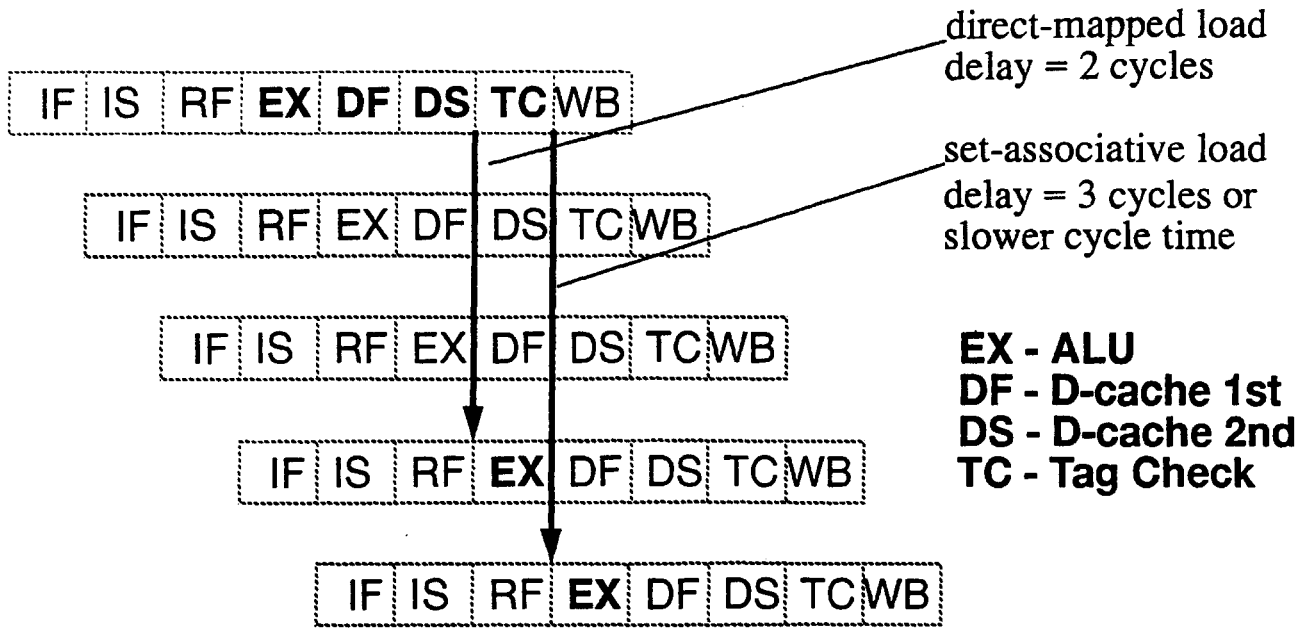 direct-mapped load
delay = 2 cycles
IF IS RF EX DF DS TC WB
set-associative load
delay = 3 cycles or
slower cycle time
IF IS RF EX DF DS TC WB
IF IS RF EX DF DS TC WB
EX - ALU
DF - D-cache 1st
DS - D-cache 2nd
TC - Tag Check
IF IS RF EX DF DS TC WB
IF IS RF EX DF DS TC WB